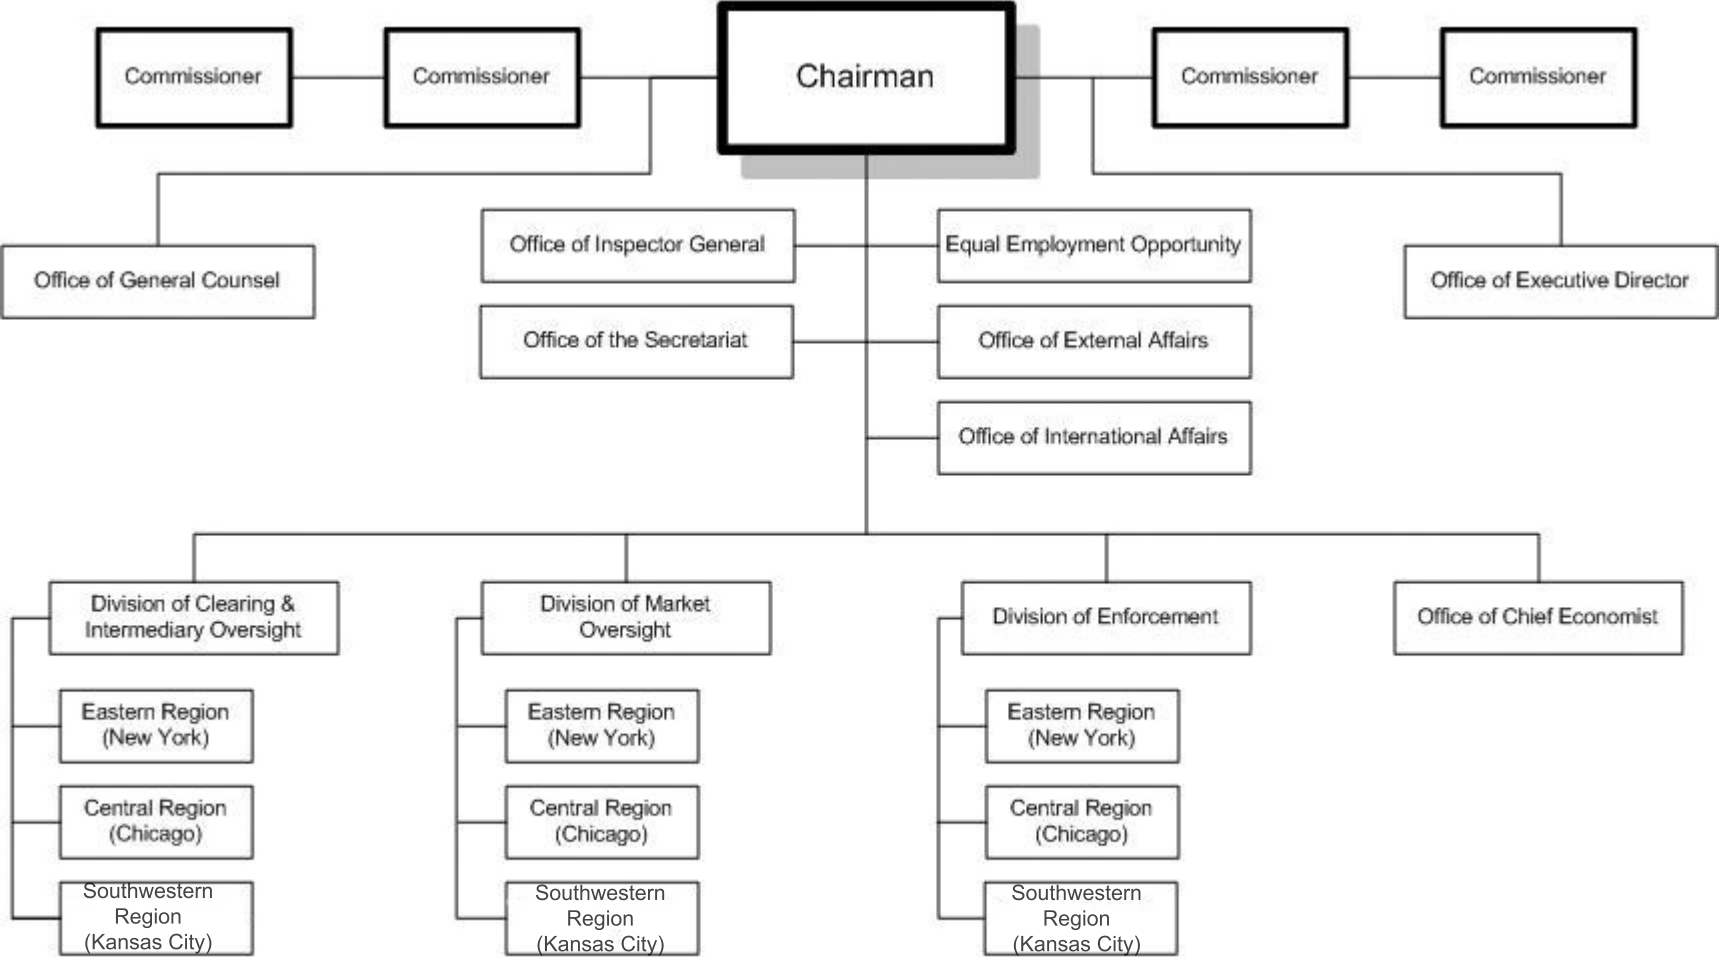 Commissioner
Commissioner
Chairman
Commissioner
Commissioner
Office of General Counsel
Office of Inspector General
Equal Employment Opportunity
Office of Executive Director
Office of the Secretariat
Office of External Affairs
Office of International Affairs
Division of Clearing &
Intermediary Oversight
Division of Market
Oversight
Division of Enforcement
Office of Chief Economist
Eastern Region
(New York)
Eastern Region
(New York)
Eastern Region
(New York)
Central Region
(Chicago)
Central Region
(Chicago)
Central Region
(Chicago)
Southwestern
Region
(Kansas City)
Southwestern
Region
(Kansas City)
Southwestern
Region
(Kansas City)